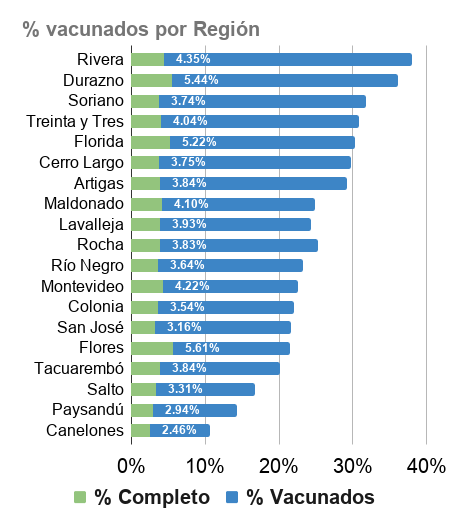 % vacunados por Región
Rivera 4.35%
Durazno 5.44%
Soriano 3.74%
Treinta y Tres 4.04%
Florida 5.22%
Cerro Largo 3.75%
Artigas 3.84%
Maldonado 4.10%
Lavalleja 3.93%
Rocha 3.83%
Río Negro 3.64%
Montevideo 4.22%
Colonia 3.54%
San José 3.16%
Flores 5.61%
Tacuarembó 3.84%
Salto 3.31%
Paysandú 2.94%
Canelones 2.46%
0% 10% 20% 30% 40%
% Completo % Vacunados